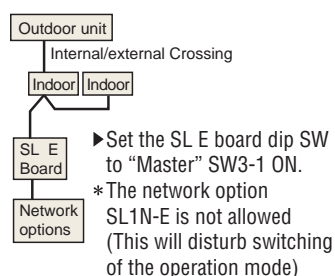 Outdoor unit
Internal/external Crossing
Indoor Indoor
SL E
Board
▶Set the SL E board dip SW
to “Master” SW3-1 ON.
*The network option
SL1N-E is not allowed
(This will disturb switching
of the operation mode)
Network
options